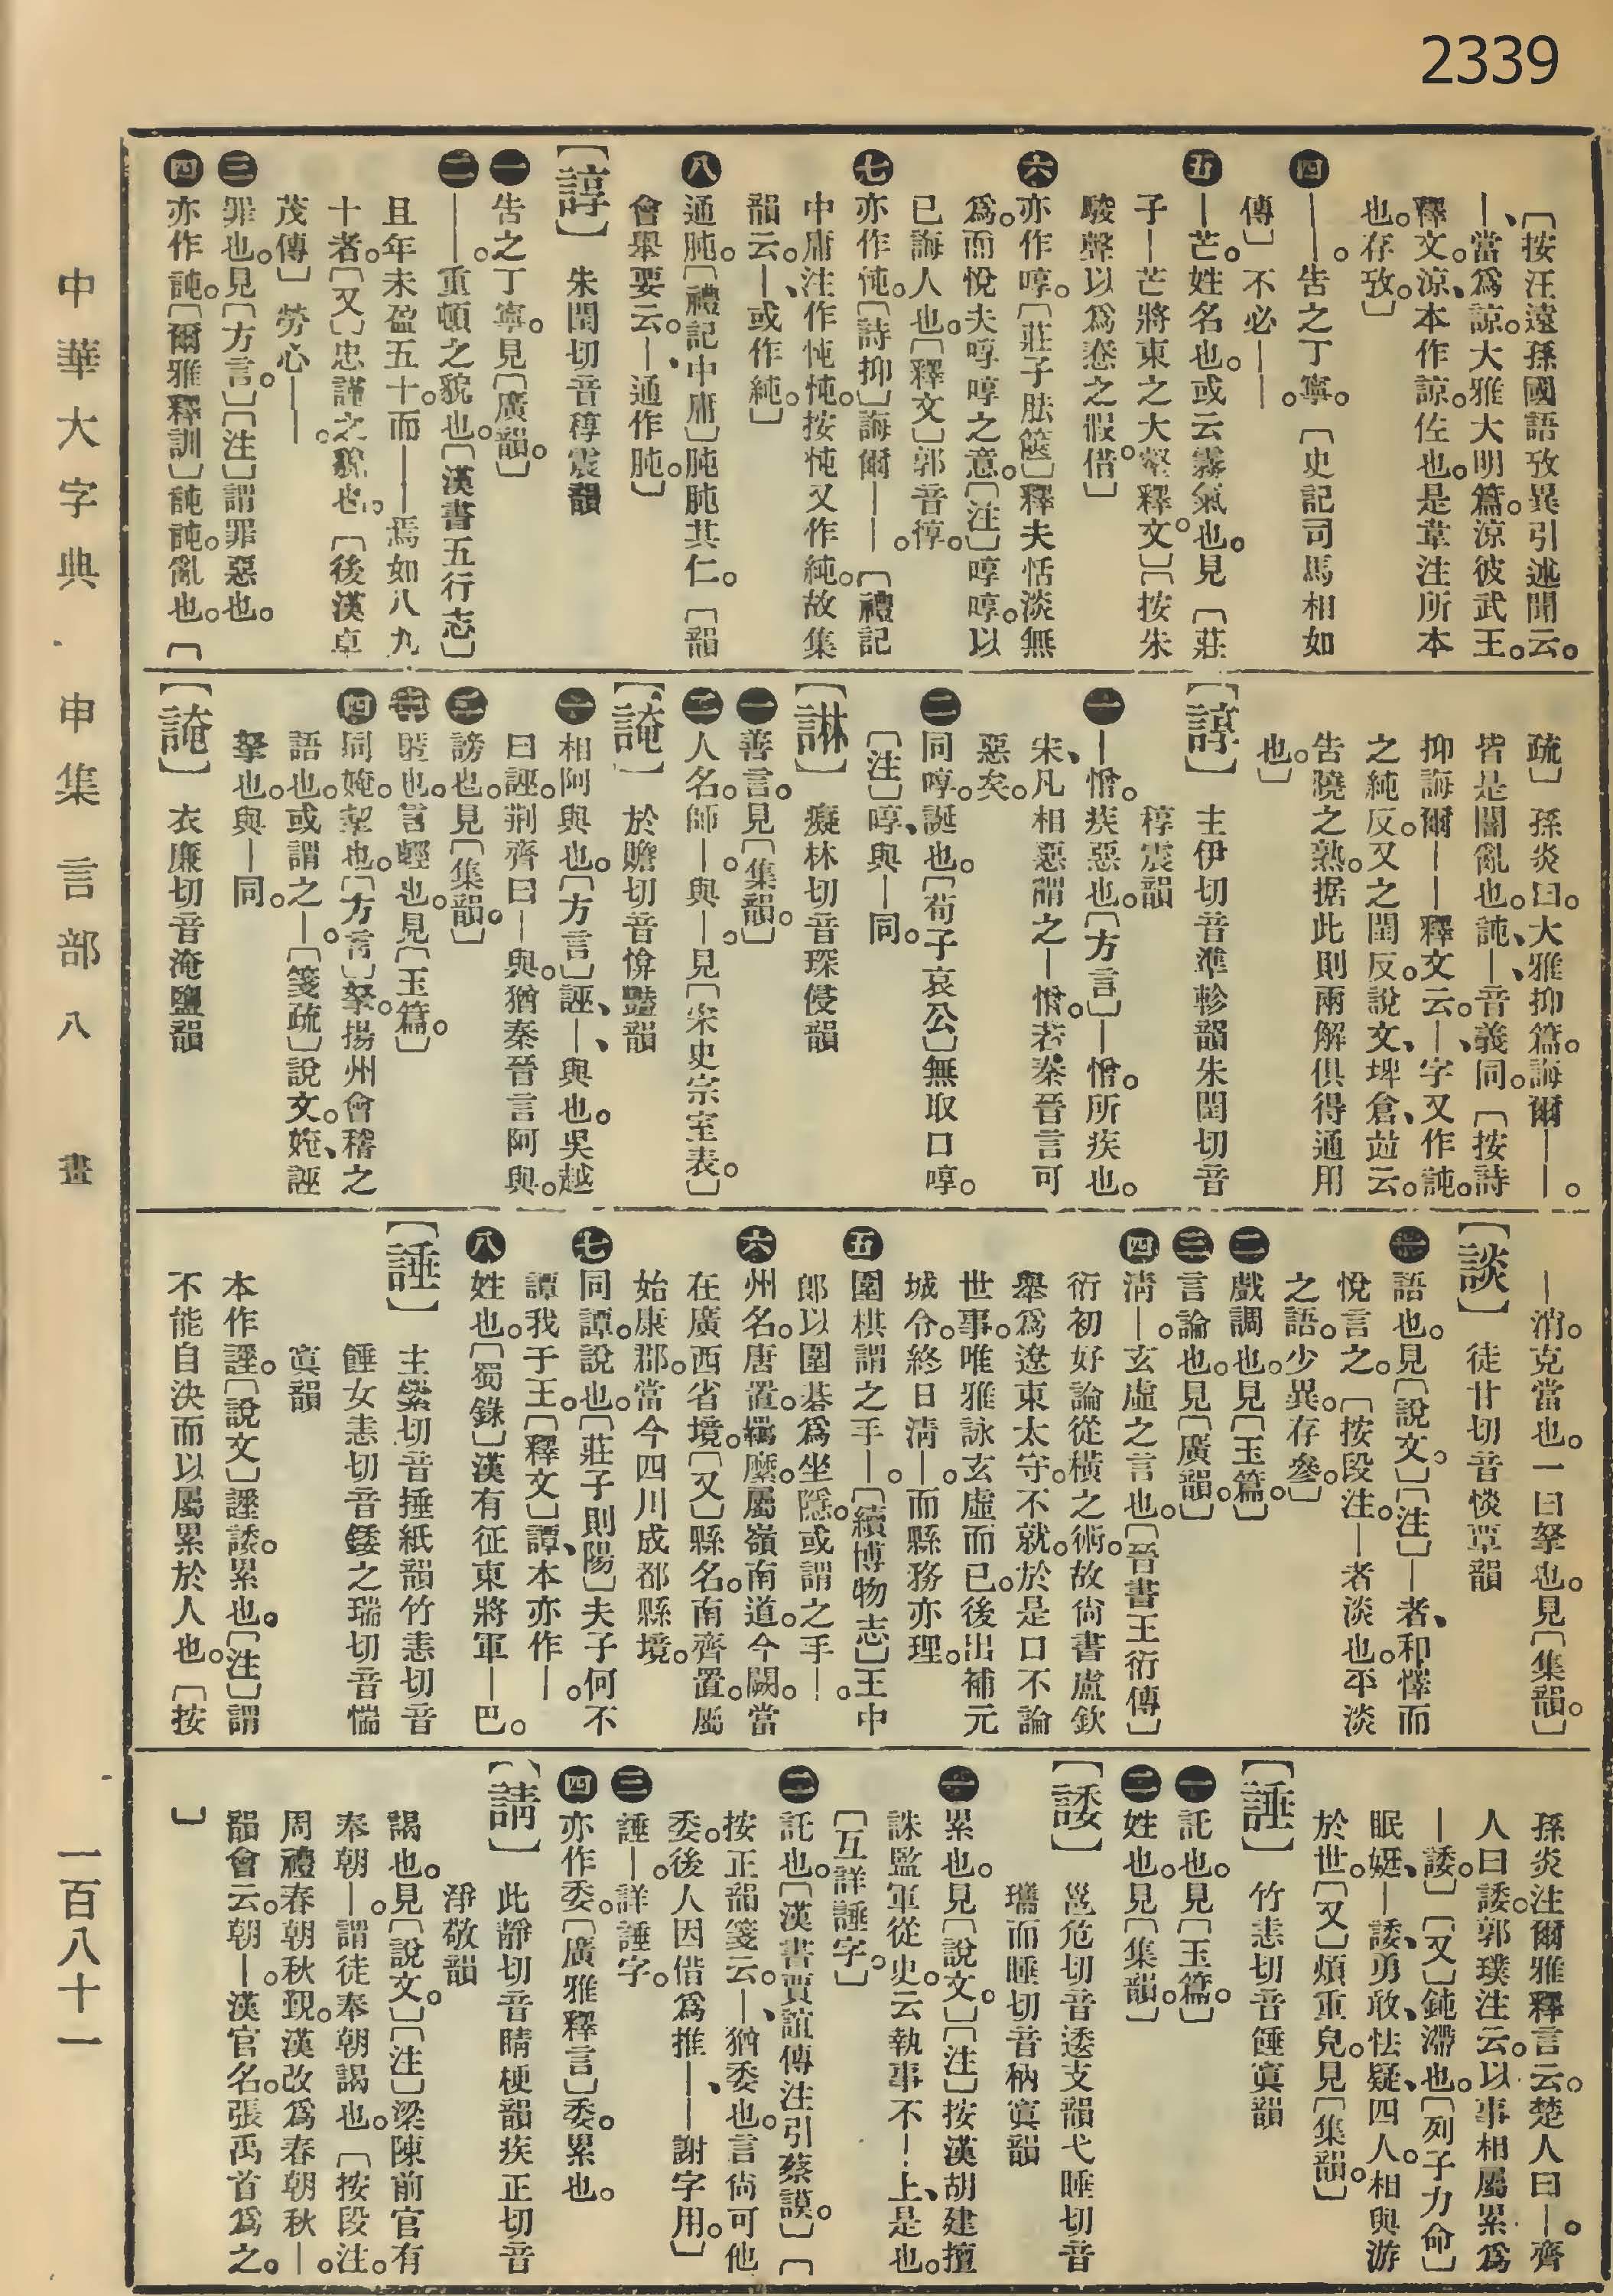 2339
〔按汪遠孫國語攷異引述聞云。
｜、當爲諒。大雅大明篇。涼彼武王。
釋文。涼、本作諒。佐也。是韋注所本
也。存攷。〕
四｜｜。告之丁寧。〔史記司馬相如
傳〕不必｜｜。
五｜芒。姓名也。或云霧氣也。見〔莊
子｜芒將東之大壑釋文〕〔按朱
駿聲以爲惷之假借。〕
六亦作啍。〔莊子胠篋〕釋夫恬淡無
爲。而悅夫啍啍之意。〔注〕啍啍。以
已誨人也。〔釋文〕郭音惇。
七亦作忳。〔詩抑〕誨爾｜｜。〔禮記
中庸注作忳忳。按忳又作純。故集
韻云。｜、或作純。〕
八通肫。〔禮記中庸〕肫肫其仁。〔韻
會舉要云。｜、通作肫。〕
〔諄〕朱閏切音稕震韻
一告之丁寧。見〔廣韻。〕
二｜｜。重頓之貌也。〔漢書五行志〕
且年未盈五十。而｜｜焉如八九
十者。〔又〕忠謹之貌也。〔後漢卓
茂傳〕勞心｜｜。
三罪也。見〔方言。〕〔注〕謂罪惡也。
四亦作訰。〔爾雅釋訓〕訰訰。亂也。〔
疏〕孫炎曰。大雅抑篇。誨爾｜｜。
皆是闇亂也。訰、｜、音義同。〔按詩
抑誨爾｜｜釋文云。｜、字又作訰。
之純反。又之閏反。說文、埤倉、並云。
告曉之熟。据此則兩解俱得通用
也。〕
〔諄〕主伊切音準軫韻朱閏切音
稕震韻
一｜憎。疾惡也。〔方言〕｜憎。所疾也。
宋、凡相惡謂之｜憎。若秦晉言可
惡矣。
二同啍。誕也。〔荀子哀公〕無取口啍。
〔注〕啍、與｜同。
〔諃〕癡林切音琛侵韻
一善言。見〔集韻。〕
二人名。師｜。與｜。見〔宋史宗室表。〕
〔誽〕於贍切音㤿豔韻
一相阿與也。〔方言〕誣、｜、與也。吳越
曰誣。荆齊曰｜與。猶秦晉言阿與。
二謗也。見〔集韻。〕
三匿也。言輕也。見〔玉篇。〕
四同媕。挐也。〔方言〕拏。揚州會稽之
語也。或謂之｜。〔箋疏〕說文。媕、誣
挐也。與｜同。
〔䛳〕衣廉切音淹鹽韻
｜消。克當也。一曰拏也。見〔集韻。〕
〔談〕徒甘切音惔覃韻
一語也。見〔說文。〕〔注〕｜者、和懌而
悅言之。〔按段注。｜者淡也。平淡
之語。少異。存參。〕
二戲調也。見〔玉篇。〕
三言論也。見〔廣韻。〕
四淸｜。玄虛之言也。〔晉書王衍傳〕
衍初好論從橫之術。故尙書盧欽
舉爲遼東太守。不就。於是口不論
世事。唯雅詠玄虛而已。後出補元
城令。終日淸｜。而縣務亦理。
五圍棋謂之手｜。〔續博物志〕王中
郎以圍碁爲坐隱。或謂之手｜。
六州名。唐置。羈縻。屬嶺南道。今闕。當
在廣西省境。〔又〕縣名。南齊置。屬
始康郡。當今四川成都縣境。
七同譚。說也。〔莊子則陽〕夫子何不
譚我于王。〔釋文〕譚、本亦作｜。
八姓也。〔蜀錄〕漢有征東將軍｜巴。
〔諈〕主縈切音捶紙韻竹恚切音
錘女恚切音錗之瑞切音惴
寘韻
本作諈。〔說文〕諈諉。累也。〔注〕謂
不能自決而以屬累於人也。〔按
孫炎注爾雅釋言云。楚人曰｜。齊
人曰諉。郭璞注云。以事相屬累爲
｜諉。〕〔又〕鈍滯也。〔列子力命〕
眠娗、｜諉、勇敢、怯疑。四人相與游
於世。〔又〕煩重皃。見〔集韻。〕
〔諈〕竹恚切音錘寘韻
一託也。見〔玉篇。〕
二姓也。見〔集韻。〕
〔諉〕邕危切音逶支韻弋睡切音
瓗而睡切音枘寘韻
一累也。見〔說文。〕〔注〕按漢胡建擅
誅監軍從史。云執事不｜上、是也。
〔互詳諈字。〕
二託也。〔漢書賈誼傳注引蔡謨。〕〔
按正韻箋云。｜、猶委也。言尙可他
委。後人因借爲推｜、｜謝字用。〕
三諈｜。詳諈字。
四亦作委。〔廣雅釋言〕委。累也。
〔請〕此靜切音睛梗韻疾正切音
淨敬韻
謁也。見〔說文。〕〔注〕梁陳前官有
奉朝｜。謂徒奉朝謁也。〔按段注。
周禮春朝秋覲。漢改爲春朝秋｜。
韻會云。朝｜。漢官名。張禹首爲之。
〕
中華大字典 申集 言部 八畫 一百八十一